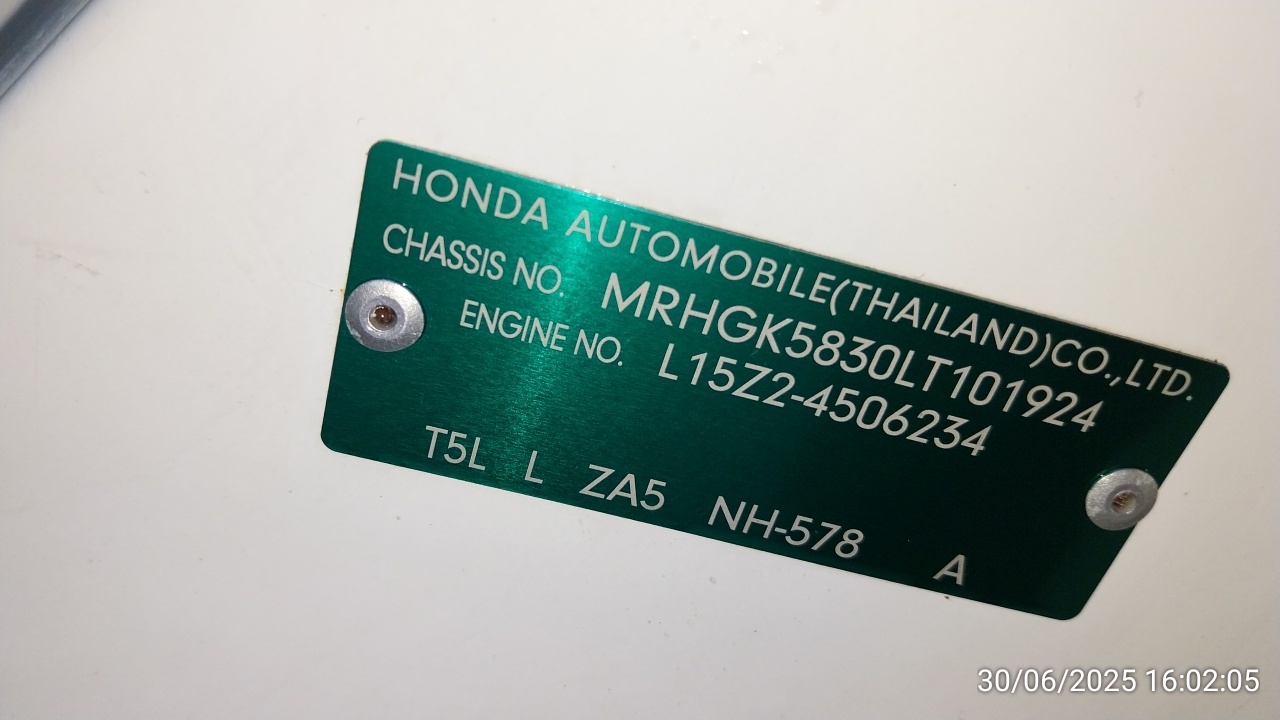 HONDA AUTOMOBILE(THAILAND)CO.,LTD.
CHASSIS NO. MRHGK5830LT101924
ENGINE NO. L15Z2-4506234
T5L L ZA5 NH-578 A
30/06/2025 16:02:05